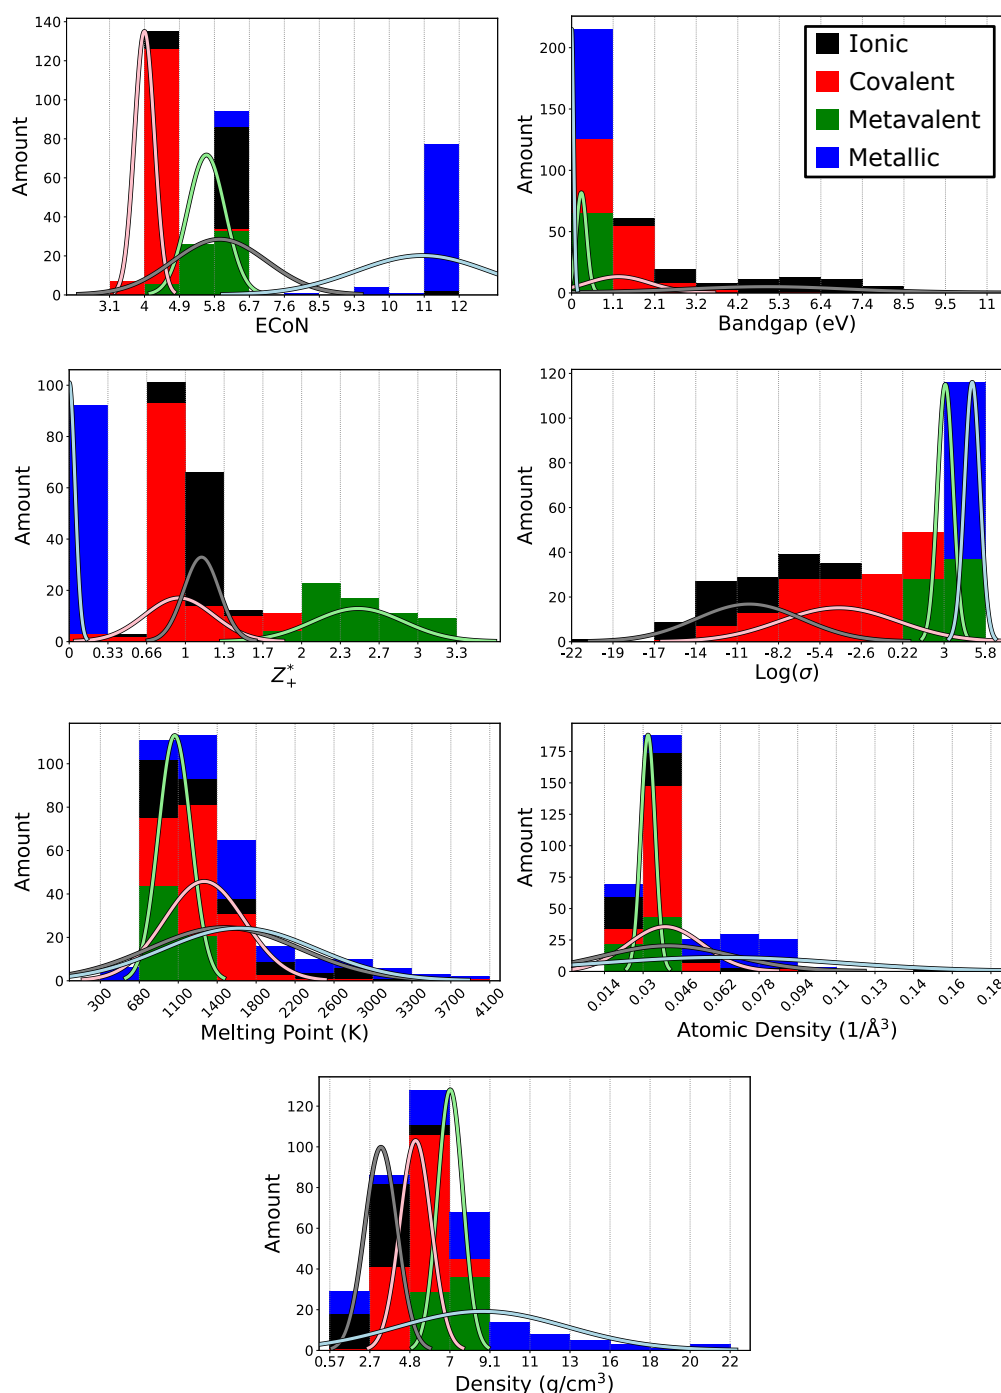 140
120
100
80
60
40
20
0
Amount
3.1 4 4.9 5.8 6.7 7.6 8.5 9.3 10 11 12
ECoN
200
150
100
50
0
Amount
0 1.1 2.1 3.2 4.2 5.3 6.4 7.4 8.5 9.5 11
Bandgap (eV)
Ionic
Covalent
Metavalent
Metallic
100
80
60
40
20
0
Amount
0 0.33 0.66 1 1.3 1.7 2 2.3 2.7 3 3.3
Z*+
120
100
80
60
40
20
0
Amount
-22 -19 -17 -14 -11 -8.2 -5.4 -2.6 0.22 3 5.8
Log(σ)
100
80
60
40
20
0
Amount
300 680 1100 1400 1800 2200 2600 3000 3300 3700 4100
Melting Point (K)
175
150
125
100
75
50
25
0
Amount
0.014 0.03 0.046 0.062 0.078 0.094 0.11 0.13 0.14 0.16 0.18
Atomic Density (1/Å³)
120
100
80
60
40
20
0
Amount
0.57 2.7 4.8 7 9.1 11 13 16 18 20 22
Density (g/cm³)